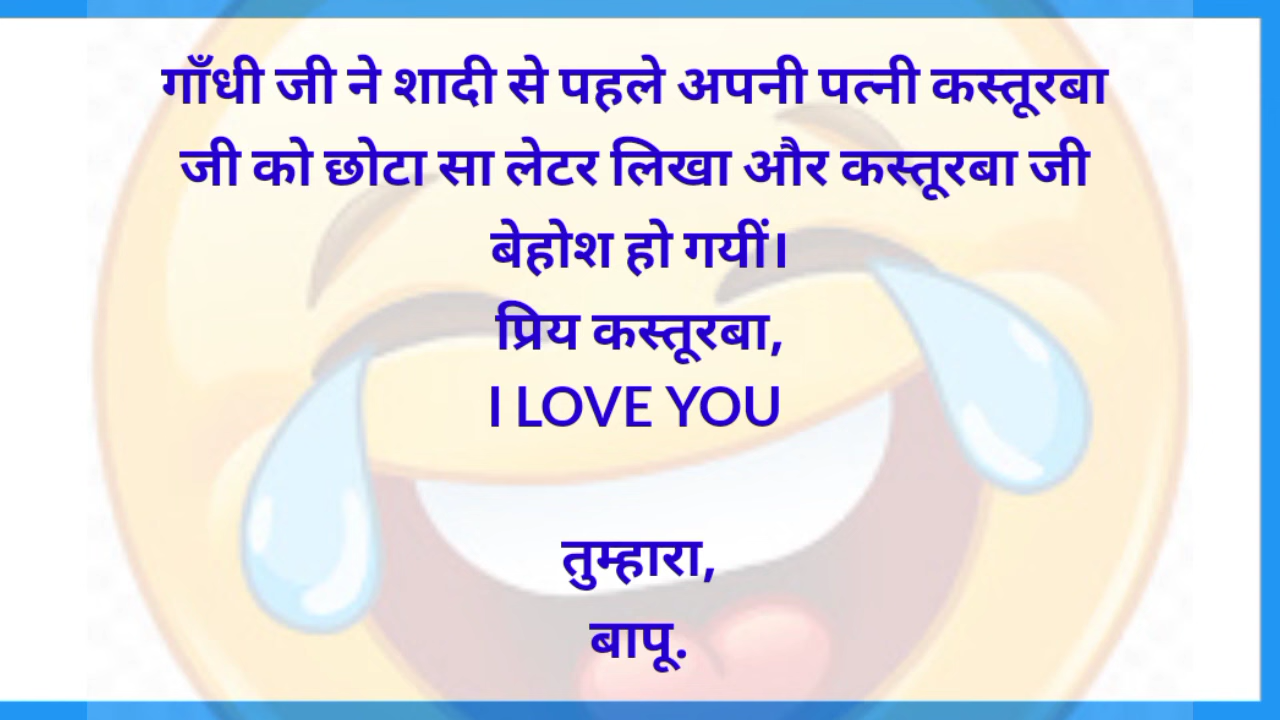 गाँधी जी ने शादी से पहले अपनी पत्नी कस्तूरबा
जी को छोटा सा लेटर लिखा और कस्तूरबा जी
बेहोश हो गयीं।
प्रिय कस्तूरबा,
I LOVE YOU
तुम्हारा,
बापू.